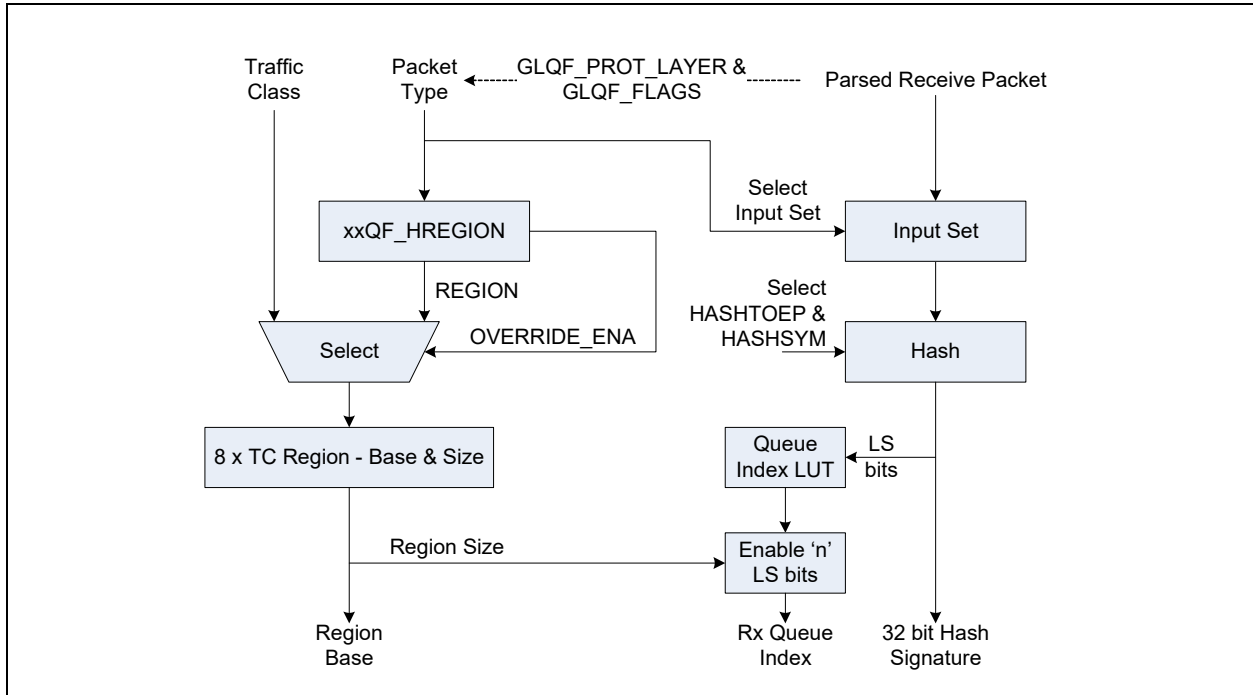 Traffic
Class
Packet
Type
GLQF_PROT_LAYER &
GLQF_FLAGS
Parsed Receive Packet
Select
Input Set
xxQF_HREGION
Input Set
REGION
Select
HASHTOEP &
HASHSYM
OVERRIDE_ENA
Select
Hash
8 x TC Region - Base & Size
Queue
Index LUT
LS
bits
Region Size
Enable ‘n’
LS bits
Region
Base
Rx Queue
Index
32 bit Hash
Signature